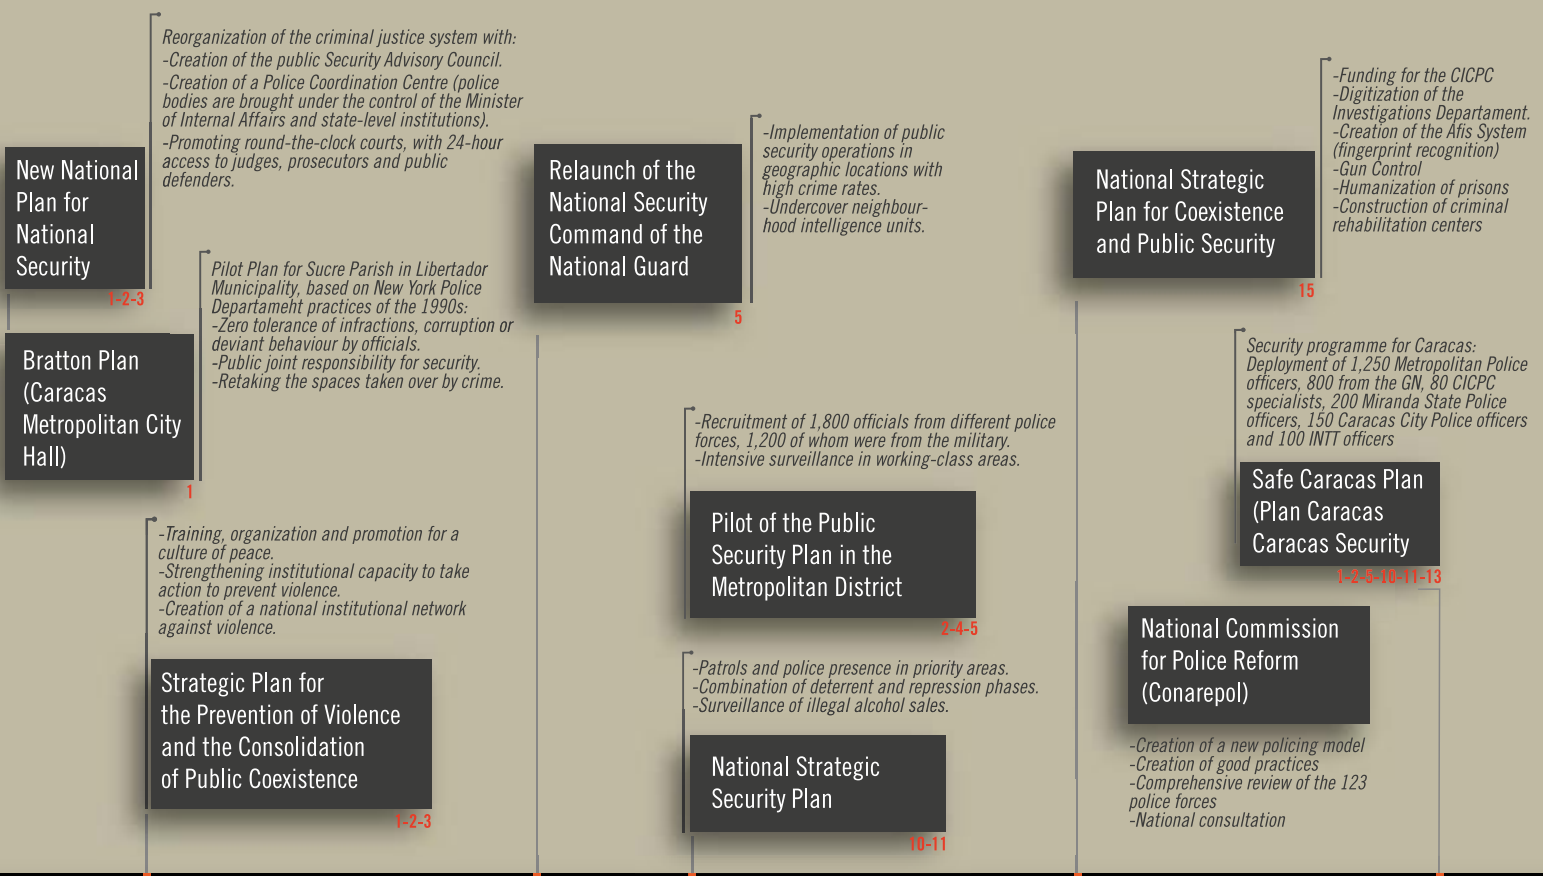 Reorganization of the criminal justice system with:
-Creation of the public Security Advisory Council.
-Creation of a Police Coordination Centre (police
bodies are brought under the control of the Minister
of Internal Affairs and state-level institutions).
-Promoting round-the-clock courts, with 24-hour
access to judges, prosecutors and public
defenders.
New National
Plan for
National
Security
1-2-3
Pilot Plan for Sucre Parish in Libertador
Municipality, based on New York Police
Departament practices of the 1990s:
-Zero tolerance of infractions, corruption or
deviant behaviour by officials.
-Public joint responsibility for security.
-Retaking the spaces taken over by crime.
Bratton Plan
(Caracas
Metropolitan City
Hall)
1
-Training, organization and promotion for a
culture of peace.
-Strengthening institutional capacity to take
action to prevent violence.
-Creation of a national institutional network
against violence.
Strategic Plan for
the Prevention of Violence
and the Consolidation
of Public Coexistence
1-2-3
-Implementation of public
security operations in
geographic locations with
high crime rates.
-Undercover neighbour-
hood intelligence units.
Relaunch of the
National Security
Command of the
National Guard
5
-Recruitment of 1,800 officials from different police
forces, 1,200 of whom were from the military.
-Intensive surveillance in working-class areas.
Pilot of the Public
Security Plan in the
Metropolitan District
2-4-5
-Patrols and police presence in priority areas.
-Combination of deterrent and repression phases.
-Surveillance of illegal alcohol sales.
National Strategic
Security Plan
10-11
-Funding for the CICPC
-Digitization of the
Investigations Departament.
-Creation of the Afis System
(fingerprint recognition)
-Gun Control
-Humanization of prisons
-Construction of criminal
rehabilitation centers
National Strategic
Plan for Coexistence
and Public Security
15
Security programme for Caracas:
Deployment of 1,250 Metropolitan Police
officers, 800 from the GN, 80 CICPC
specialists, 200 Miranda State Police
officers, 150 Caracas City Police officers
and 100 INTT officers
Safe Caracas Plan
(Plan Caracas
Caracas Security
1-2-5-10-11-13
National Commission
for Police Reform
(Conarepol)
-Creation of a new policing model
-Creation of good practices
-Comprehensive review of the 123
police forces
-National consultation